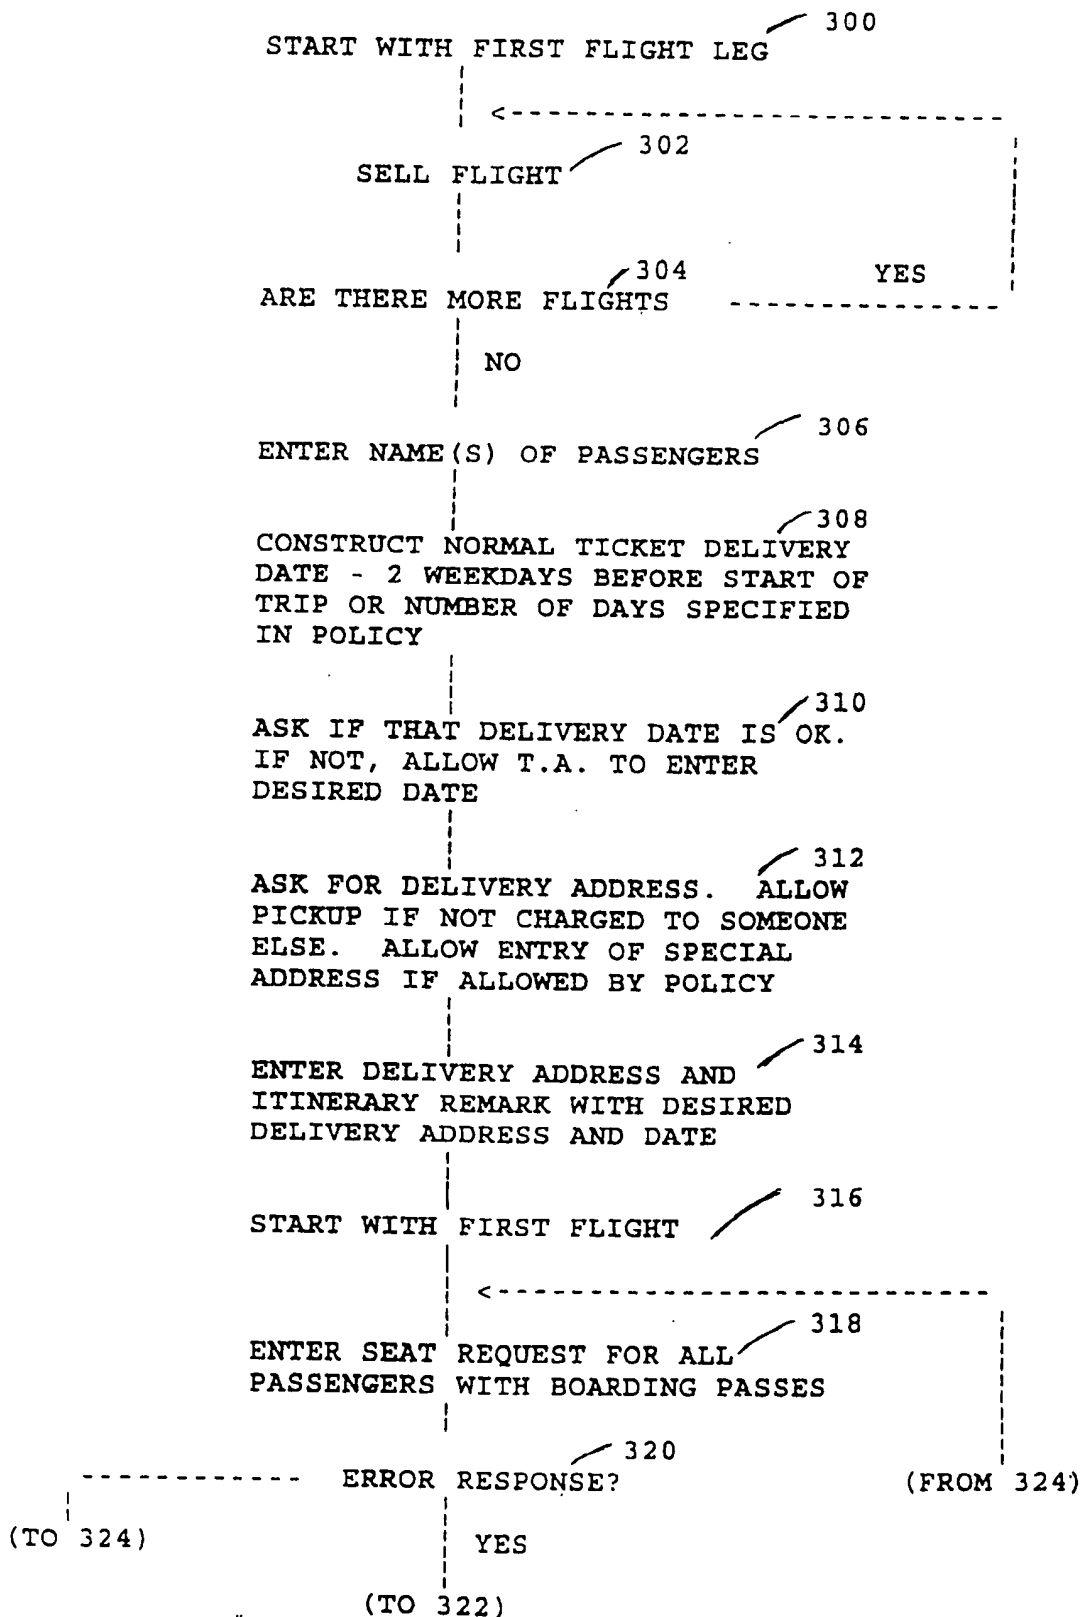 300
START WITH FIRST FLIGHT LEG
302
SELL FLIGHT
304
YES
ARE THERE MORE FLIGHTS
NO
306
ENTER NAME(S) OF PASSENGERS
308
CONSTRUCT NORMAL TICKET DELIVERY
DATE - 2 WEEKDAYS BEFORE START OF
TRIP OR NUMBER OF DAYS SPECIFIED
IN POLICY
310
ASK IF THAT DELIVERY DATE IS OK.
IF NOT, ALLOW T.A. TO ENTER
DESIRED DATE
312
ASK FOR DELIVERY ADDRESS. ALLOW
PICKUP IF NOT CHARGED TO SOMEONE
ELSE. ALLOW ENTRY OF SPECIAL
ADDRESS IF ALLOWED BY POLICY
314
ENTER DELIVERY ADDRESS AND
ITINERARY REMARK WITH DESIRED
DELIVERY ADDRESS AND DATE
316
START WITH FIRST FLIGHT
318
ENTER SEAT REQUEST FOR ALL
PASSENGERS WITH BOARDING PASSES
320
ERROR RESPONSE?
(FROM 324)
(TO 324)
YES
(TO 322)